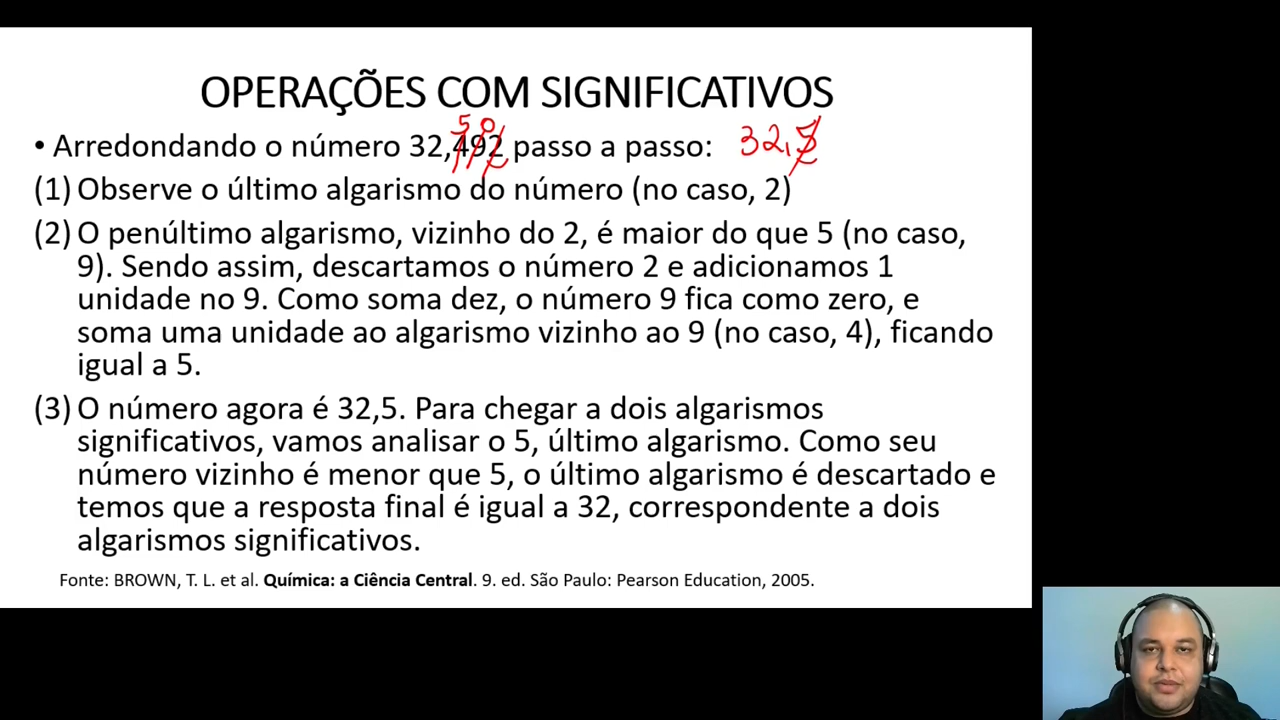 OPERAÇÕES COM SIGNIFICATIVOS
5 0
• Arredondando o número 32,492 passo a passo: 32,5
(1) Observe o último algarismo do número (no caso, 2)
(2) O penúltimo algarismo, vizinho do 2, é maior do que 5 (no caso,
9). Sendo assim, descartamos o número 2 e adicionamos 1
unidade no 9. Como soma dez, o número 9 fica como zero, e
soma uma unidade ao algarismo vizinho ao 9 (no caso, 4), ficando
igual a 5.
(3) O número agora é 32,5. Para chegar a dois algarismos
significativos, vamos analisar o 5, último algarismo. Como seu
número vizinho é menor que 5, o último algarismo é descartado e
temos que a resposta final é igual a 32, correspondente a dois
algarismos significativos.
Fonte: BROWN, T. L. et al. Química: a Ciência Central. 9. ed. São Paulo: Pearson Education, 2005.